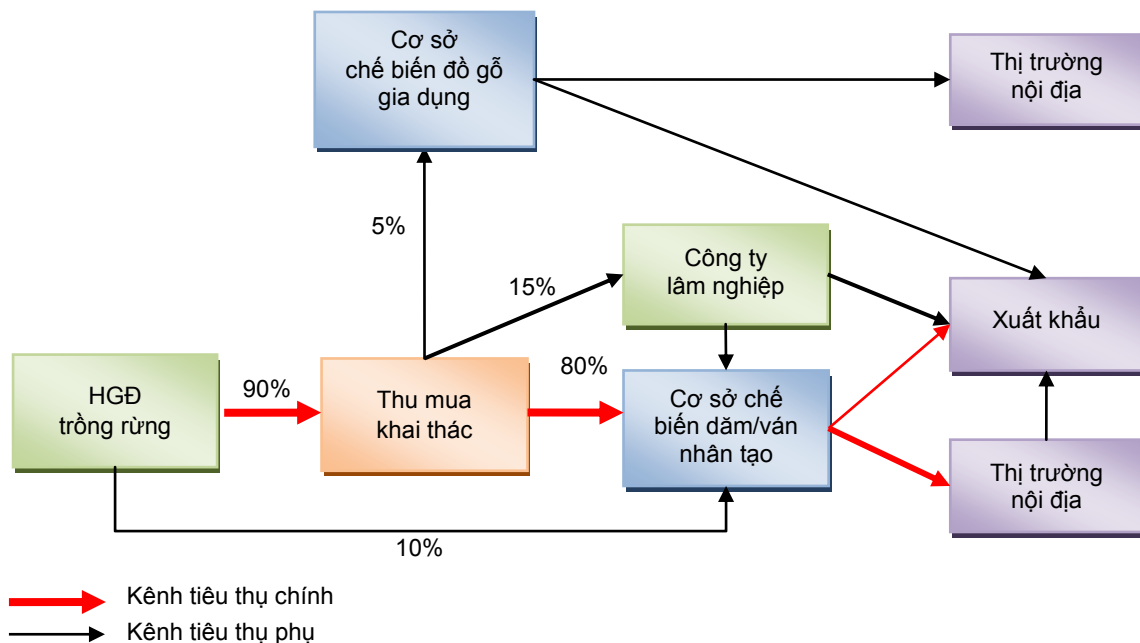 Cơ sở
chế biến đồ gỗ
gia dụng
Thị trường
nội địa
5%
15%
Công ty
lâm nghiệp
Xuất khẩu
HGĐ
trồng rừng
90%
Thu mua
khai thác
80%
Cơ sở chế
biến dăm/ván
nhân tạo
Thị trường
nội địa
10%
Kênh tiêu thụ chính
Kênh tiêu thụ phụ